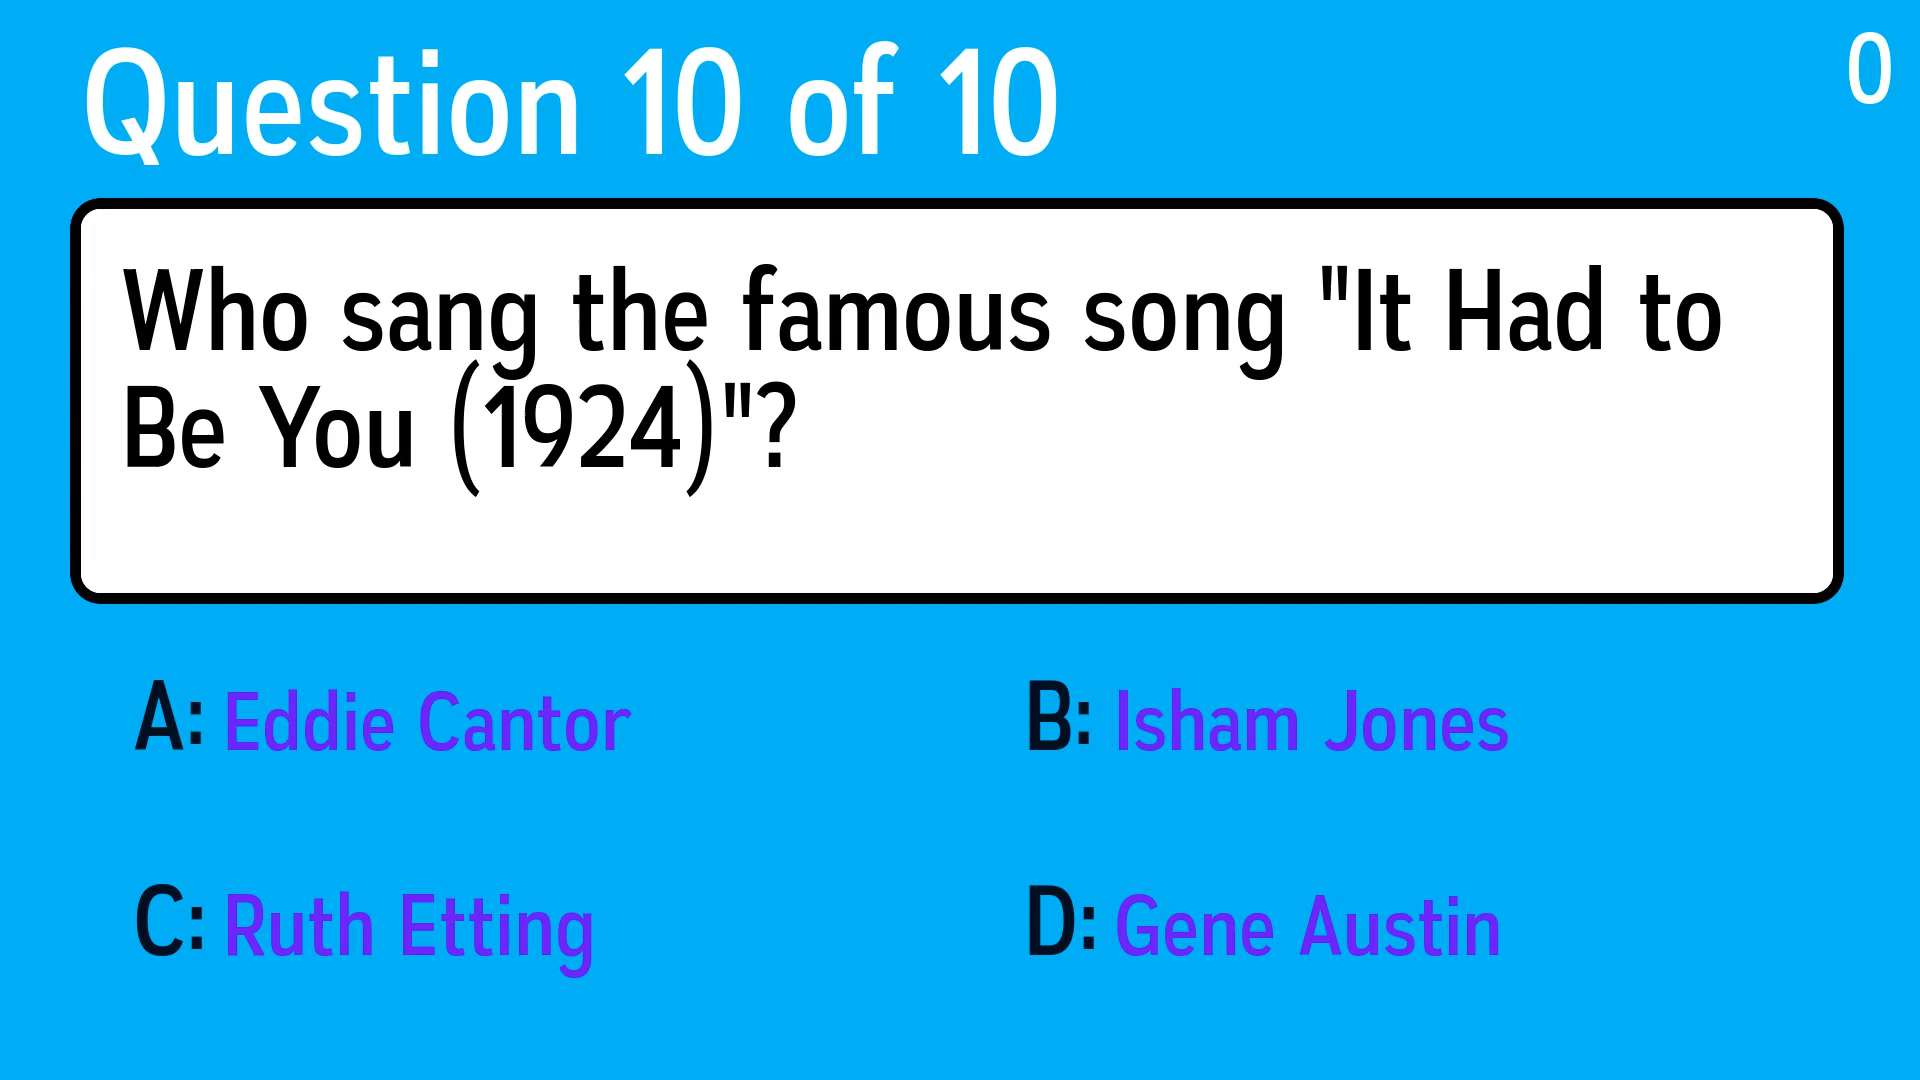 Question 10 of 10
0
Who sang the famous song "It Had to
Be You (1924)"?
A: Eddie Cantor
B: Isham Jones
C: Ruth Etting
D: Gene Austin